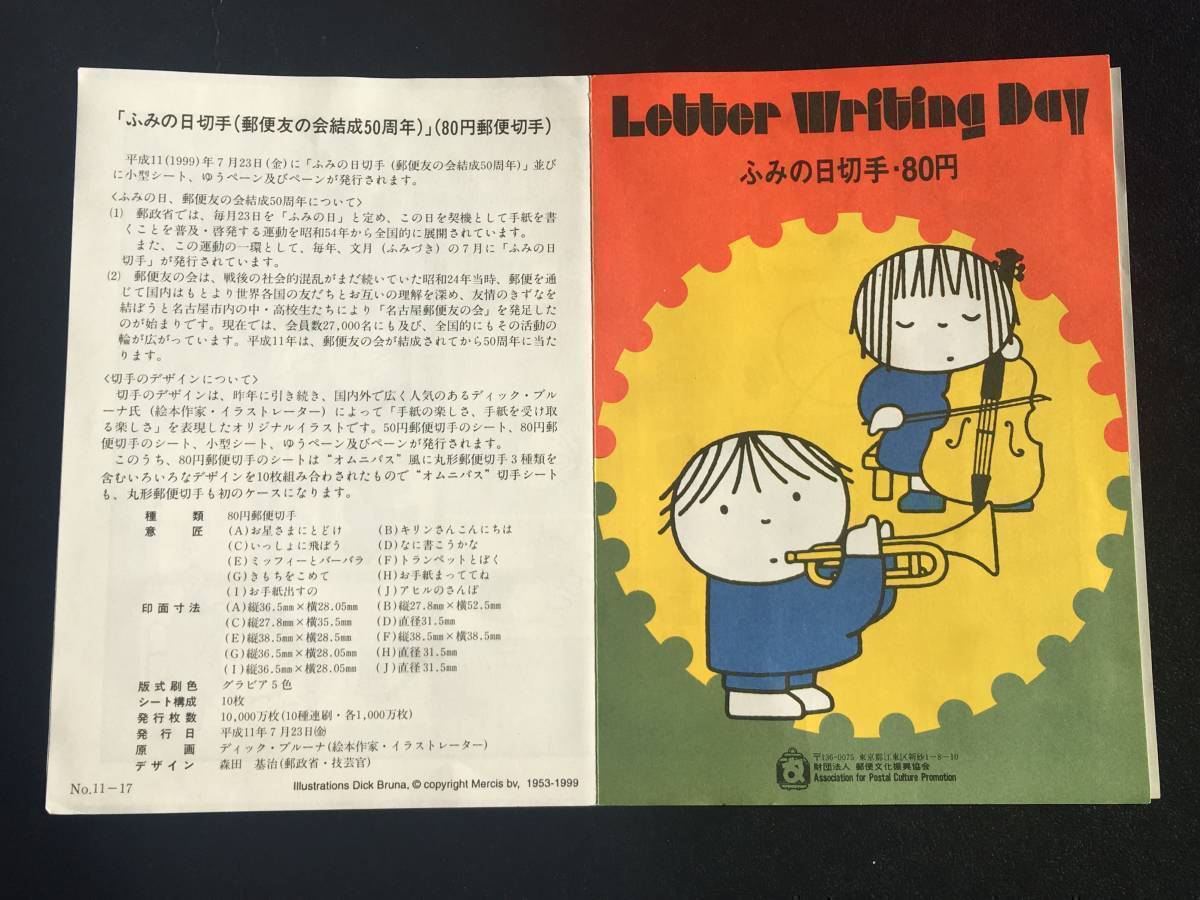 「ふみの日切手(郵便友の会結成50周年)」(80円郵便切手)
平成11(1999)年7月23日(金)に「ふみの日切手(郵便友の会結成50周年)」並び
に小型シート、ゆうペーン及びペーンが発行されます。
〈ふみの日、郵便友の会結成50周年について〉
(1) 郵政省では、毎月23日を「ふみの日」と定め、この日を契機として手紙を書
くことを普及・啓発する運動を昭和54年から全国的に展開されています。
また、この運動の一環として、毎年、文月(ふみづき)の7月に「ふみの日
切手」が発行されています。
(2) 郵便友の会は、戦後の社会的混乱がまだ続いていた昭和24年当時、郵便を通
じて国内はもとより世界各国の友だちとお互いの理解を深め、友情のきずなを
結ぼうと名古屋市内の中・高校生たちにより「名古屋郵便友の会」を発足した
のが始まりです。現在では、会員数27,000名にも及び、全国的にもその活動の
輪が広がっています。平成11年は、郵便友の会が結成されてから50周年に当た
ります。
〈切手のデザインについて〉
切手のデザインは、昨年に引き続き、国内外で広く人気のあるディック・ブル
ーナ氏(絵本作家・イラストレーター)によって「手紙の楽しさ、手紙を受け取
る楽しさ」を表現したオリジナルイラストです。50円郵便切手のシート、80円郵
便切手のシート、小型シート、ゆうペーン及びペーンが発行されます。
このうち、80円郵便切手のシートは“オムニバス”風に丸形郵便切手3種類を
含むいろいろなデザインを10枚組み合わされたもので“オムニバス”切手シート
も、丸形郵便切手も初のケースになります。
種類 80円郵便切手
意匠 (A)お星さまにとどけ (B)キリンさんこんにちは
(C)いっしょに飛ぼう (D)なに書こうかな
(E)ミッフィーとバーバラ (F)トランペットとぼく
(G)きもちをこめて (H)お手紙まっててね
(I)お手紙出すの (J)アヒルのさんぽ
印面寸法 (A)縦36.5㎜×横28.05㎜ (B)縦27.8㎜×横52.5㎜
(C)縦27.8㎜×横35.5㎜ (D)直径31.5㎜
(E)縦38.5㎜×横28.5㎜ (F)縦38.5㎜×横38.5㎜
(G)縦36.5㎜×横28.05㎜ (H)直径31.5㎜
(I)縦36.5㎜×横28.05㎜ (J)直径31.5㎜
版式刷色 グラビア5色
シート構成 10枚
発行枚数 10,000万枚(10種連刷・各1,000万枚)
発行日 平成11年7月23日㈮
原画 ディック・ブルーナ(絵本作家・イラストレーター)
デザイン 森田 基治(郵政省・技芸官)
No.11−17
Illustrations Dick Bruna, © copyright Mercis bv, 1953-1999
Letter Writing Day
ふみの日切手・80円
〒136-0075 東京都江東区新砂1−8−10
財団法人 郵便文化振興協会
Association for Postal Culture Promotion